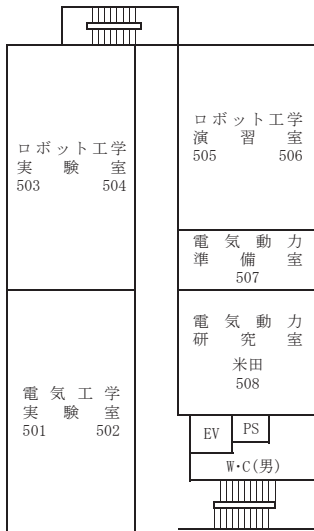 ロボット工学
実験室
503 504
ロボット工学
演習室
505 506
電気動力
準備室
507
電気動力
研究室
米田
508
電気工学
実験室
501 502
EV
PS
W·C(男)